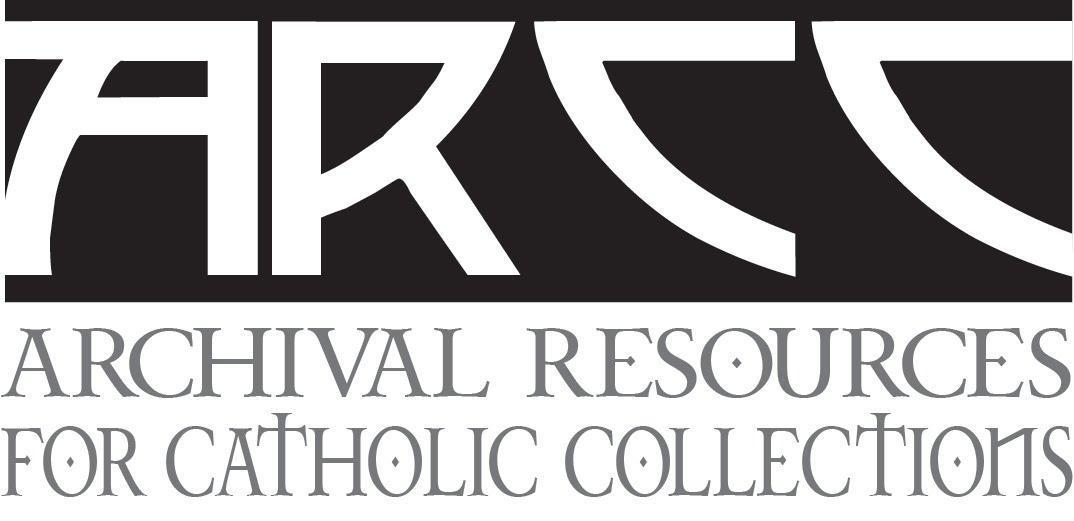 ARCC
ARCHIVAL RESOURCES
FOR CATHOLIC COLLECTIONS